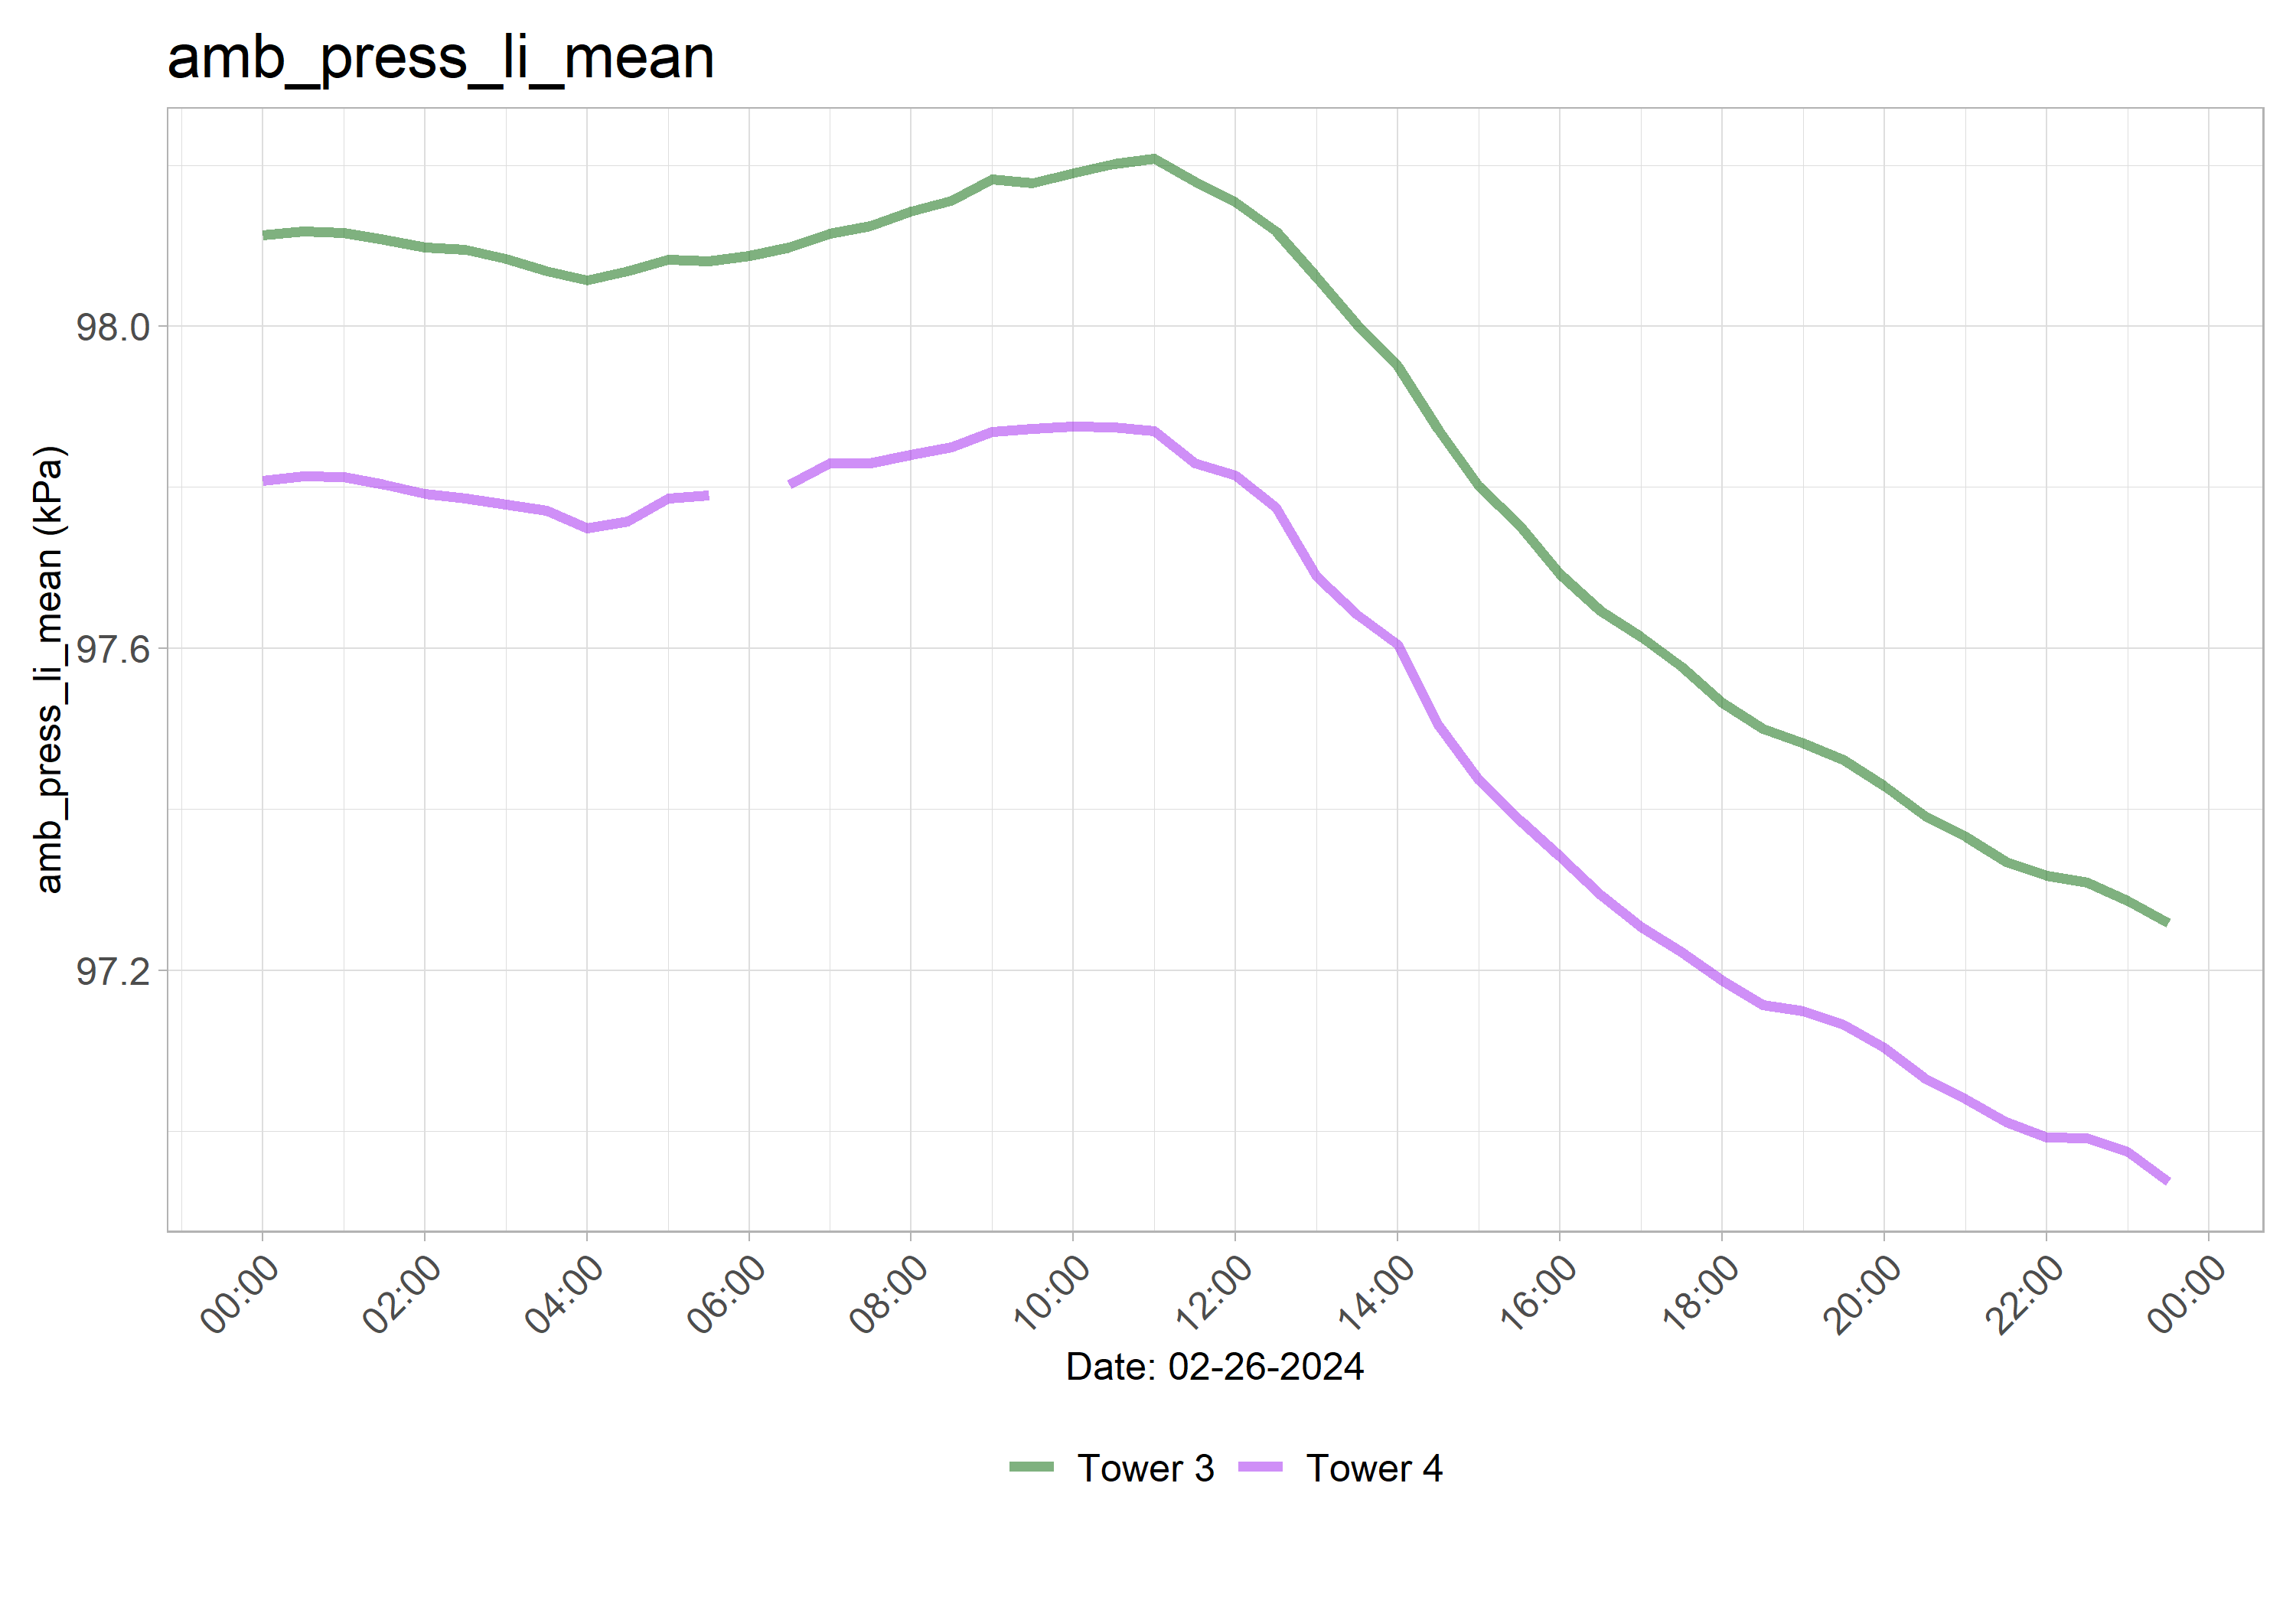 amb_press_li_mean
amb_press_li_mean (kPa)
98.0
97.6
97.2
00:00 02:00 04:00 06:00 08:00 10:00 12:00 14:00 16:00 18:00 20:00 22:00 00:00
Date: 02-26-2024
Tower 3 Tower 4